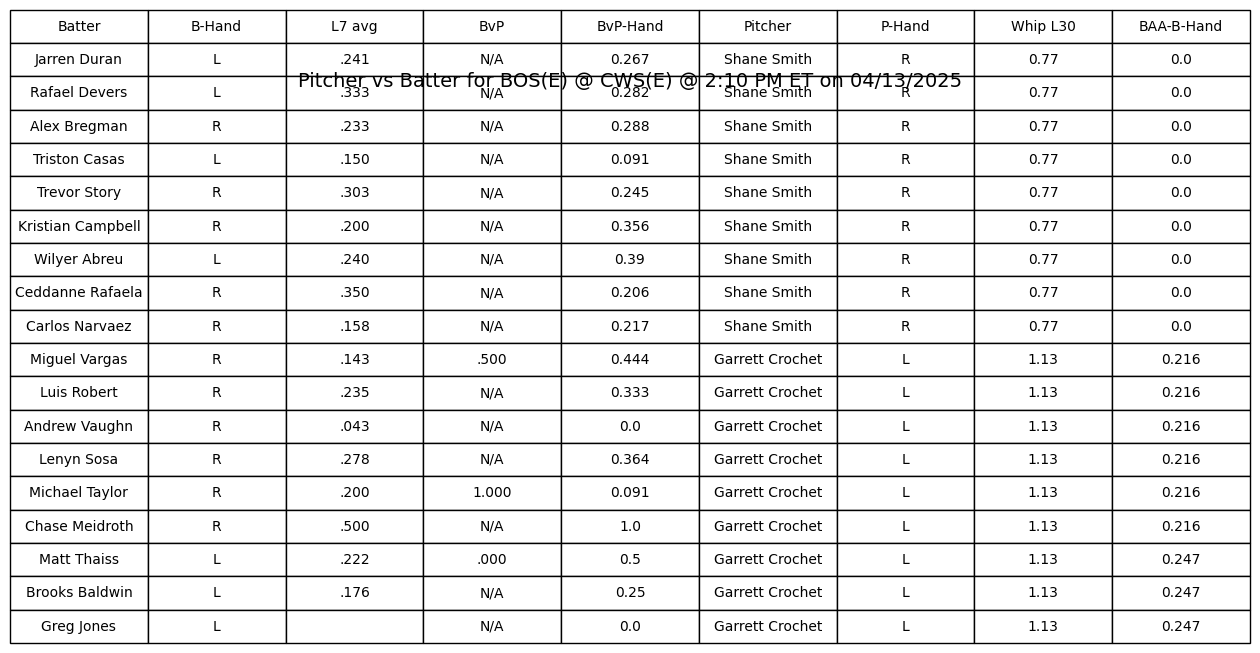 Batter B-Hand L7 avg BvP BvP-Hand Pitcher P-Hand Whip L30 BAA-B-Hand
Jarren Duran L .241 N/A 0.267 Shane Smith R 0.77 0.0
Pitcher vs Batter for BOS(E) @ CWS(E) @ 2:10 PM ET on 04/13/2025
Rafael Devers L .333 N/A 0.282 Shane Smith R 0.77 0.0
Alex Bregman R .233 N/A 0.288 Shane Smith R 0.77 0.0
Triston Casas L .150 N/A 0.091 Shane Smith R 0.77 0.0
Trevor Story R .303 N/A 0.245 Shane Smith R 0.77 0.0
Kristian Campbell R .200 N/A 0.356 Shane Smith R 0.77 0.0
Wilyer Abreu L .240 N/A 0.39 Shane Smith R 0.77 0.0
Ceddanne Rafaela R .350 N/A 0.206 Shane Smith R 0.77 0.0
Carlos Narvaez R .158 N/A 0.217 Shane Smith R 0.77 0.0
Miguel Vargas R .143 .500 0.444 Garrett Crochet L 1.13 0.216
Luis Robert R .235 N/A 0.333 Garrett Crochet L 1.13 0.216
Andrew Vaughn R .043 N/A 0.0 Garrett Crochet L 1.13 0.216
Lenyn Sosa R .278 N/A 0.364 Garrett Crochet L 1.13 0.216
Michael Taylor R .200 1.000 0.091 Garrett Crochet L 1.13 0.216
Chase Meidroth R .500 N/A 1.0 Garrett Crochet L 1.13 0.216
Matt Thaiss L .222 .000 0.5 Garrett Crochet L 1.13 0.247
Brooks Baldwin L .176 N/A 0.25 Garrett Crochet L 1.13 0.247
Greg Jones L N/A 0.0 Garrett Crochet L 1.13 0.247